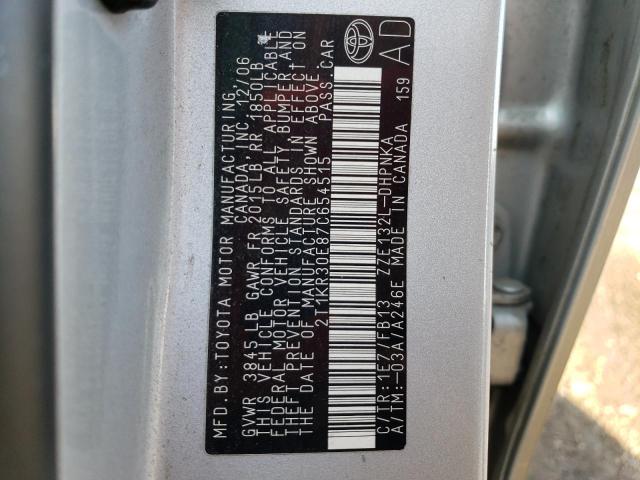 MFD BY:TOYOTA MOTOR MANUFACTURING
CANADA, INC. 12/06
GVWR 3845LB GAWR FR 2015LB RR 1850LB
THIS VEHICLE CONFORMS TO ALL APPLICABLE
FEDERAL MOTOR VEHICLE SAFETY, BUMPER, AND
THEFT PREVENTION STANDARDS IN EFFECT ON
THE DATE OF MANUFACTURE SHOWN ABOVE.
2T1KR30E87C654515 PASS.CAR
C/TR:1E7/FB13 ZZE132L-DHPNKA
A/TM:-03A/A246E MADE IN CANADA 159
AD